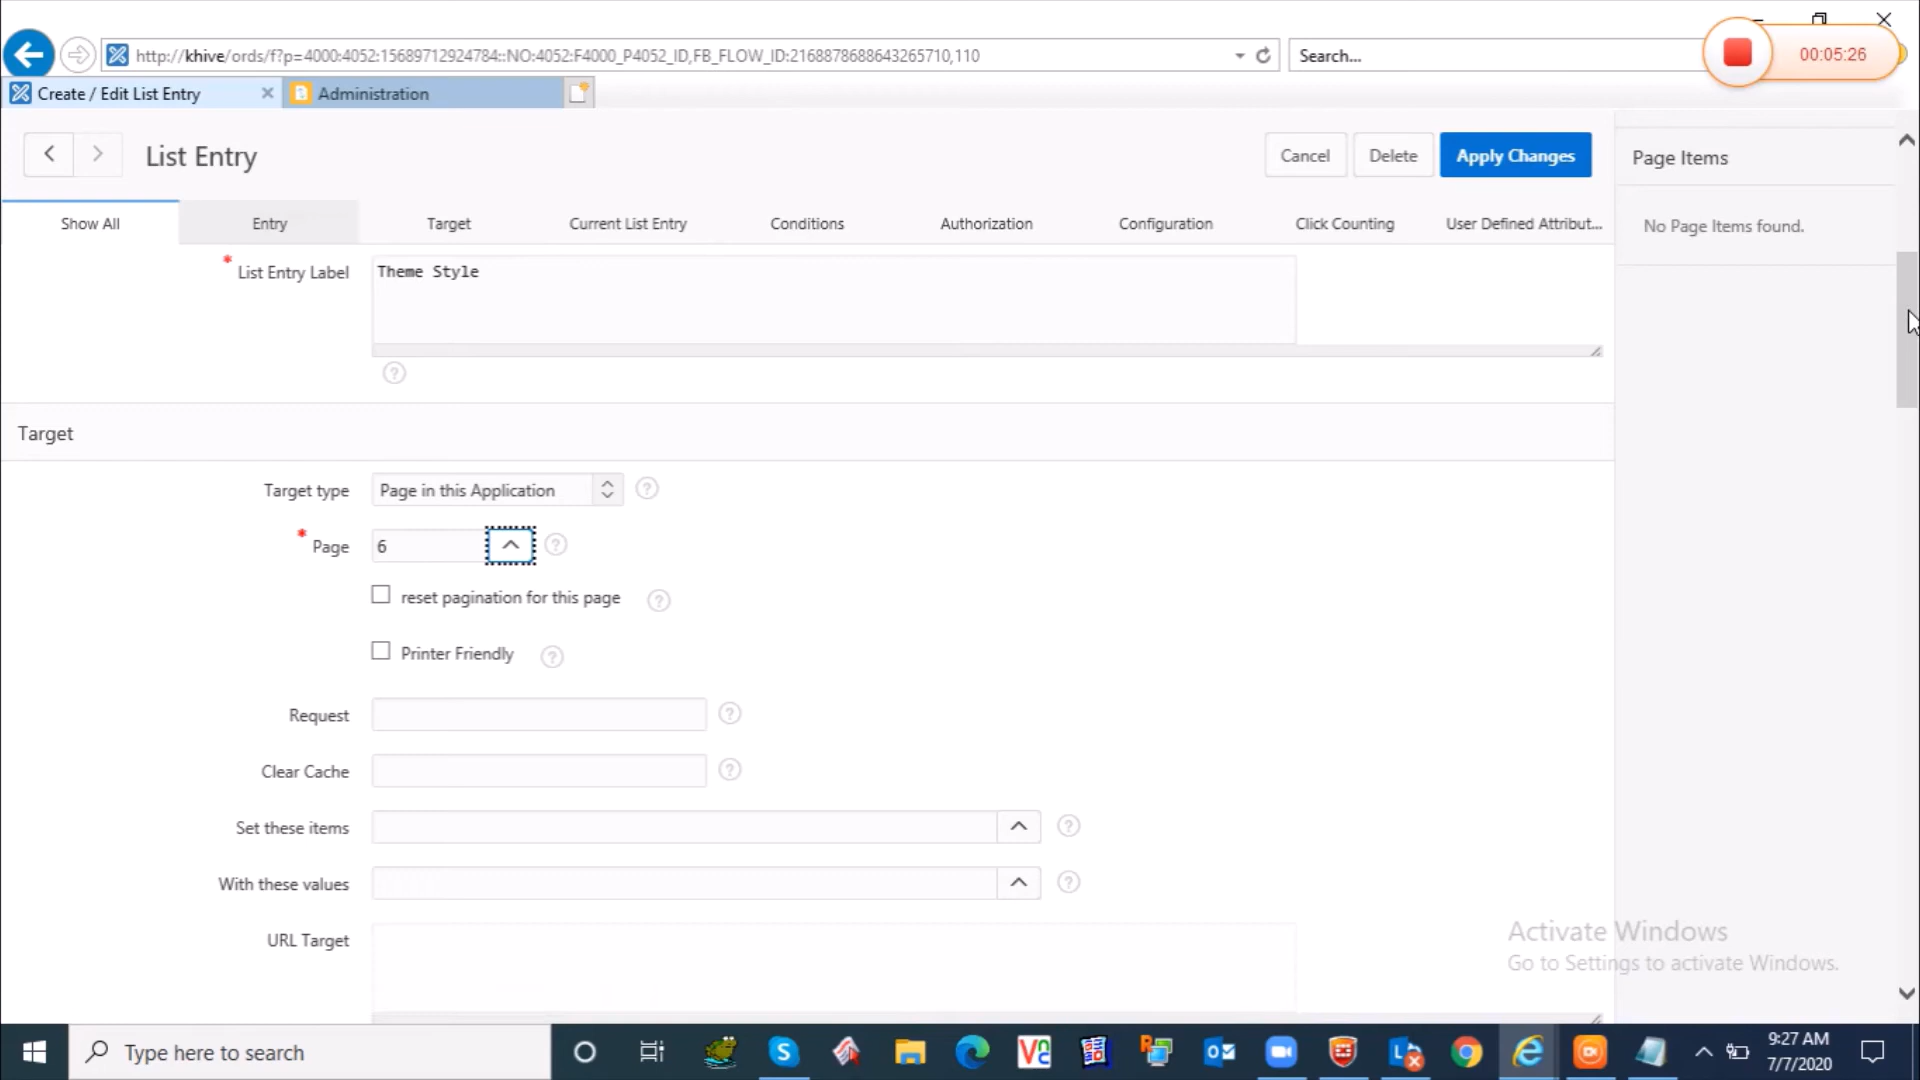 http://khive/ords/f?p=4000:4052:15689712924784::NO:4052:F4000_P4052_ID,FB_FLOW_ID:2168878688643265710,110
Search...
00:05:26
Create / Edit List Entry
Administration
List Entry
Cancel
Delete
Apply Changes
Page Items
Show All
Entry
Target
Current List Entry
Conditions
Authorization
Configuration
Click Counting
User Defined Attribut...
No Page Items found.
* List Entry Label
Theme Style
?
Target
Target type
Page in this Application
?
* Page
6
?
reset pagination for this page
?
Printer Friendly
?
Request
?
Clear Cache
?
Set these items
?
With these values
?
URL Target
Activate Windows
Go to Settings to activate Windows.
Type here to search
9:27 AM
7/7/2020